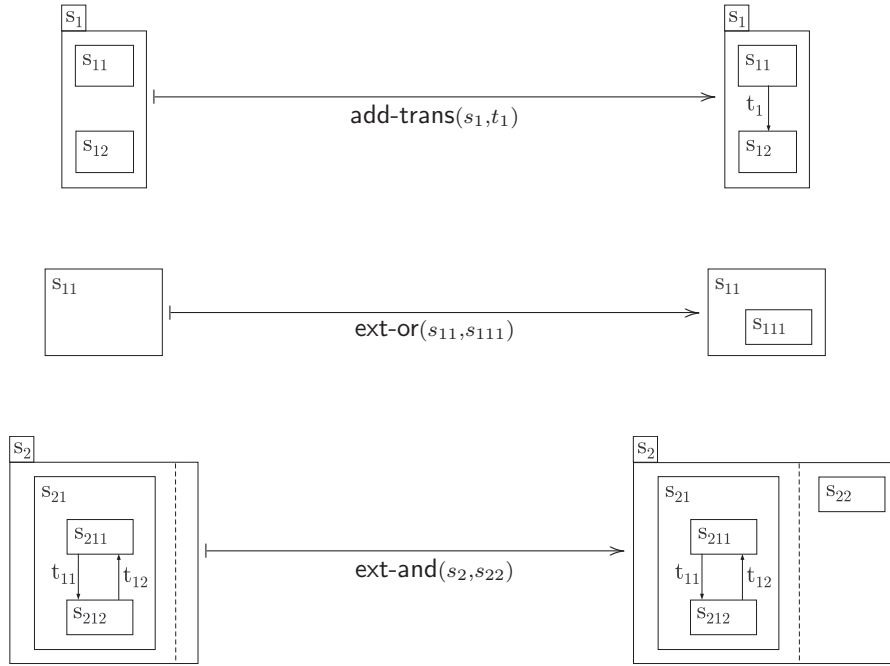 s₁ s₁
s₁₁ s₁₁
t₁
add-trans(s₁,t₁)
s₁₂ s₁₂
s₁₁ s₁₁
s₁₁₁
ext-or(s₁₁,s₁₁₁)
s₂ s₂
s₂₁ s₂₁ s₂₂
s₂₁₁ s₂₁₁
t₁₁ t₁₂ t₁₁ t₁₂
ext-and(s₂,s₂₂)
s₂₁₂ s₂₁₂